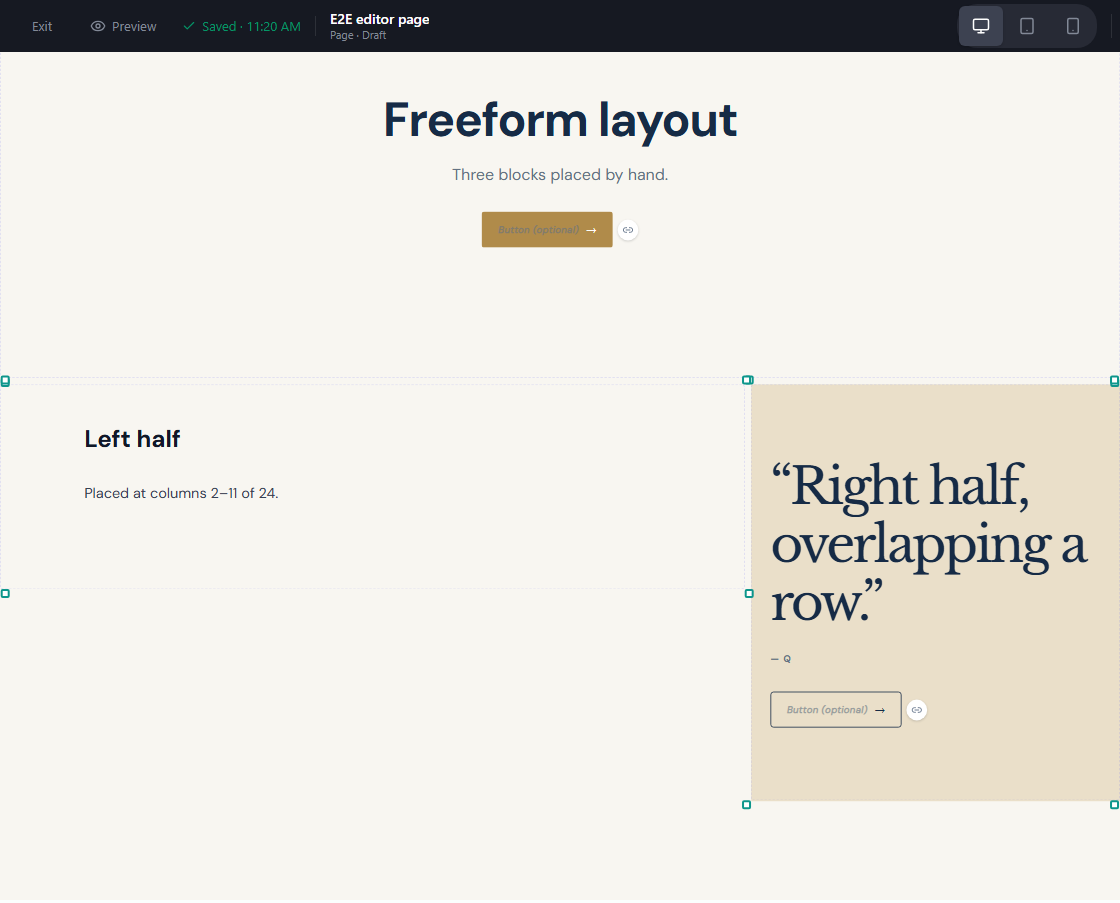 Exit
Preview
Saved · 11:20 AM
E2E editor page
Page · Draft
Freeform layout
Three blocks placed by hand.
Button (optional) →
Left half
Placed at columns 2–11 of 24.
“Right half,
overlapping a
row.”
— Q
Button (optional) →